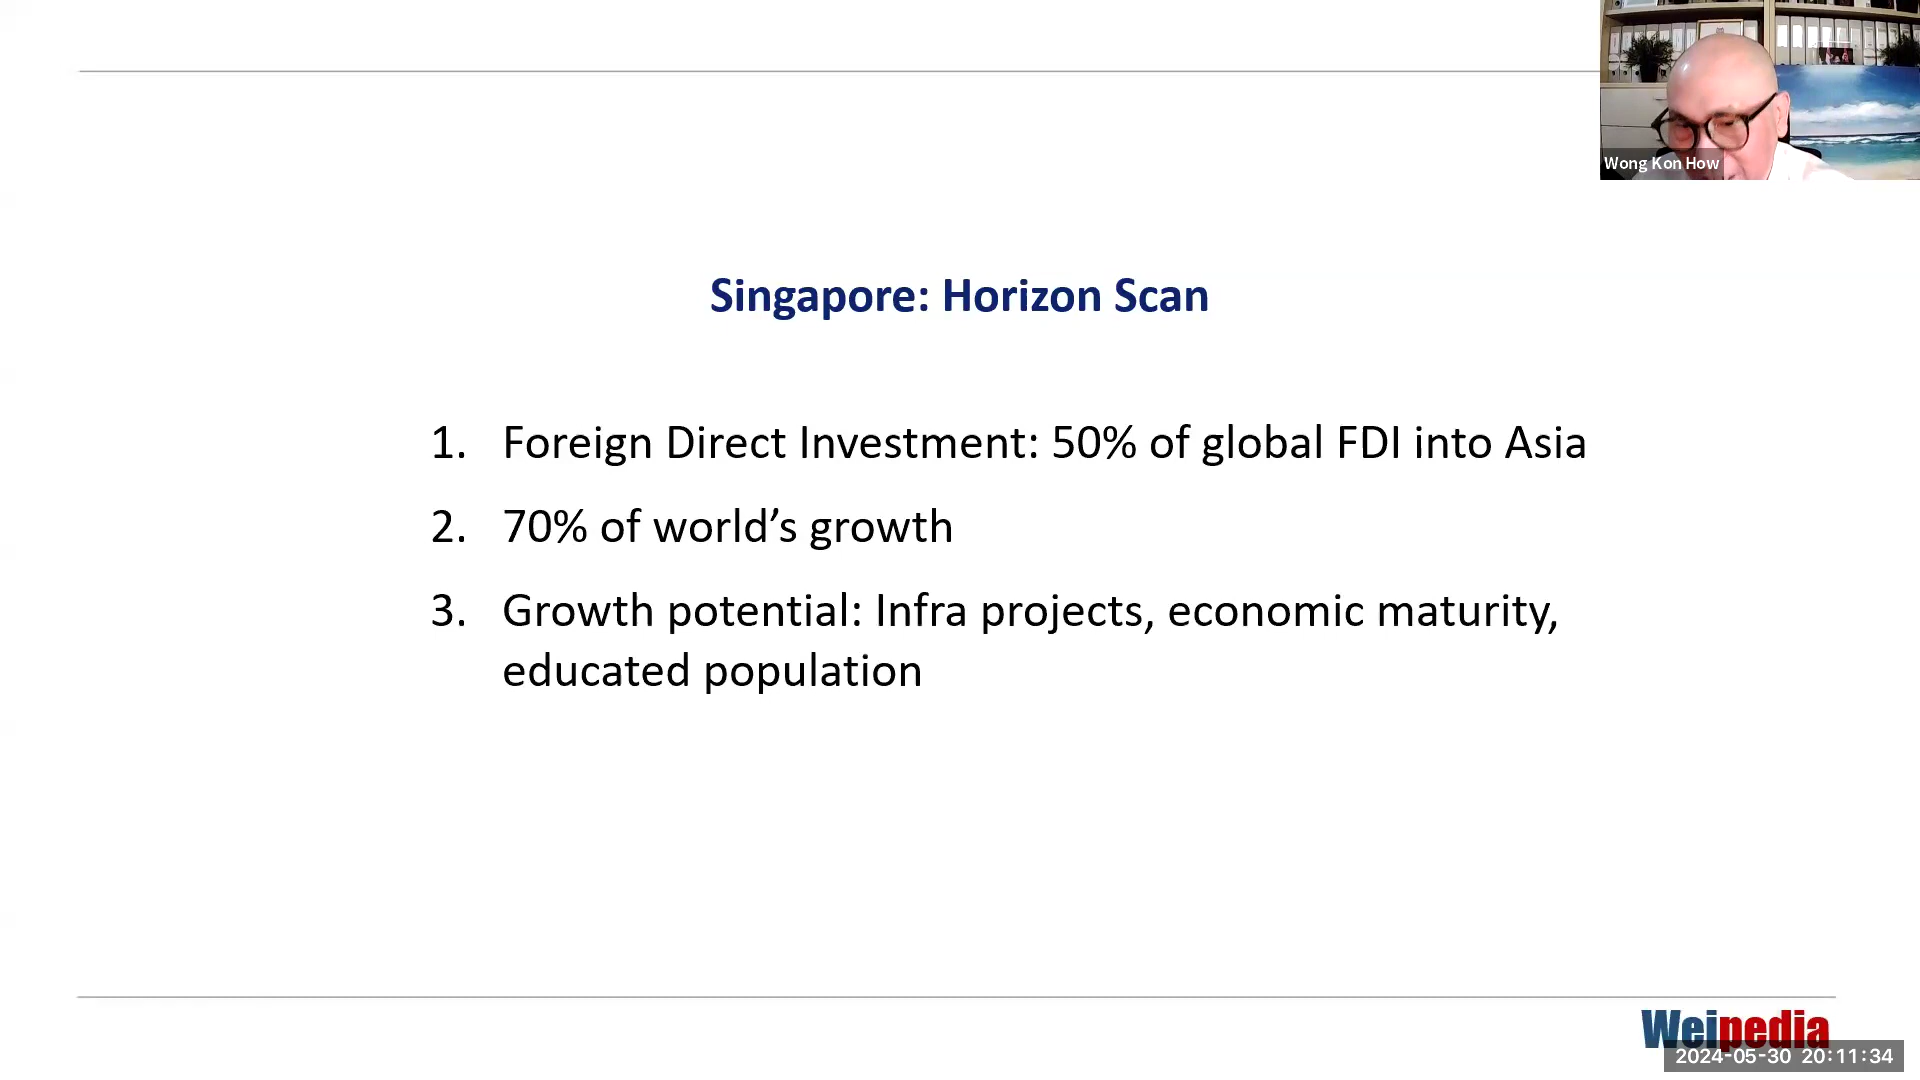 Wong Kon How
Singapore: Horizon Scan
1. Foreign Direct Investment: 50% of global FDI into Asia
2. 70% of world’s growth
3. Growth potential: Infra projects, economic maturity,
educated population
Weipedia
2024-05-30 20:11:34